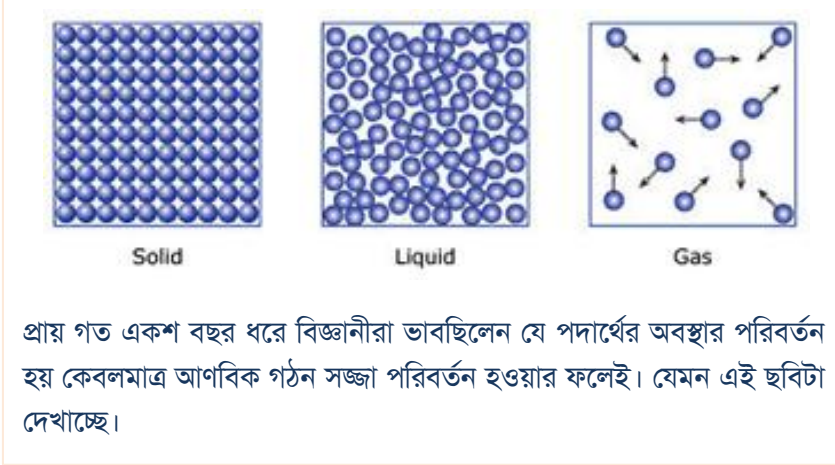 Solid Liquid Gas
প্রায় গত একশ বছর ধরে বিজ্ঞানীরা ভাবছিলেন যে পদার্থের অবস্থার পরিবর্তন
হয় কেবলমাত্র আণবিক গঠন সজ্জা পরিবর্তন হওয়ার ফলেই। যেমন এই ছবিটা
দেখাচ্ছে।